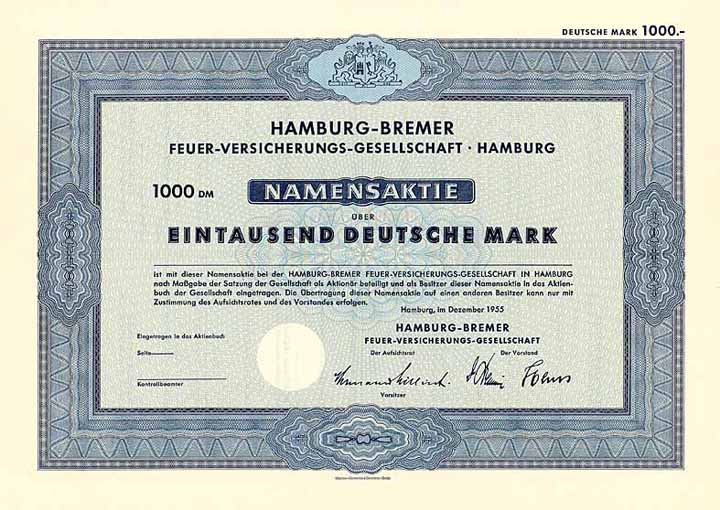 DEUTSCHE MARK 1000.-
HAMBURG-BREMER
FEUER-VERSICHERUNGS-GESELLSCHAFT · HAMBURG
1000 DM NAMENSAKTIE
ÜBER
EINTAUSEND DEUTSCHE MARK
ist mit dieser Namensaktie bei der HAMBURG-BREMER FEUER-VERSICHERUNGS-GESELLSCHAFT IN HAMBURG
nach Maßgabe der Satzung der Gesellschaft als Aktionär beteiligt und als Besitzer dieser Namensaktie in das Aktien-
buch der Gesellschaft eingetragen. Die Übertragung dieser Namensaktie auf einen anderen Besitzer kann nur mit
Zustimmung des Aufsichtsrates und des Vorstandes erfolgen.
Hamburg, im Dezember 1955
HAMBURG-BREMER
FEUER-VERSICHERUNGS-GESELLSCHAFT
Eingetragen in das Aktienbuch
Seite
Der Aufsichtsrat Der Vorstand
Kontrollbeamter
Vorsitzer